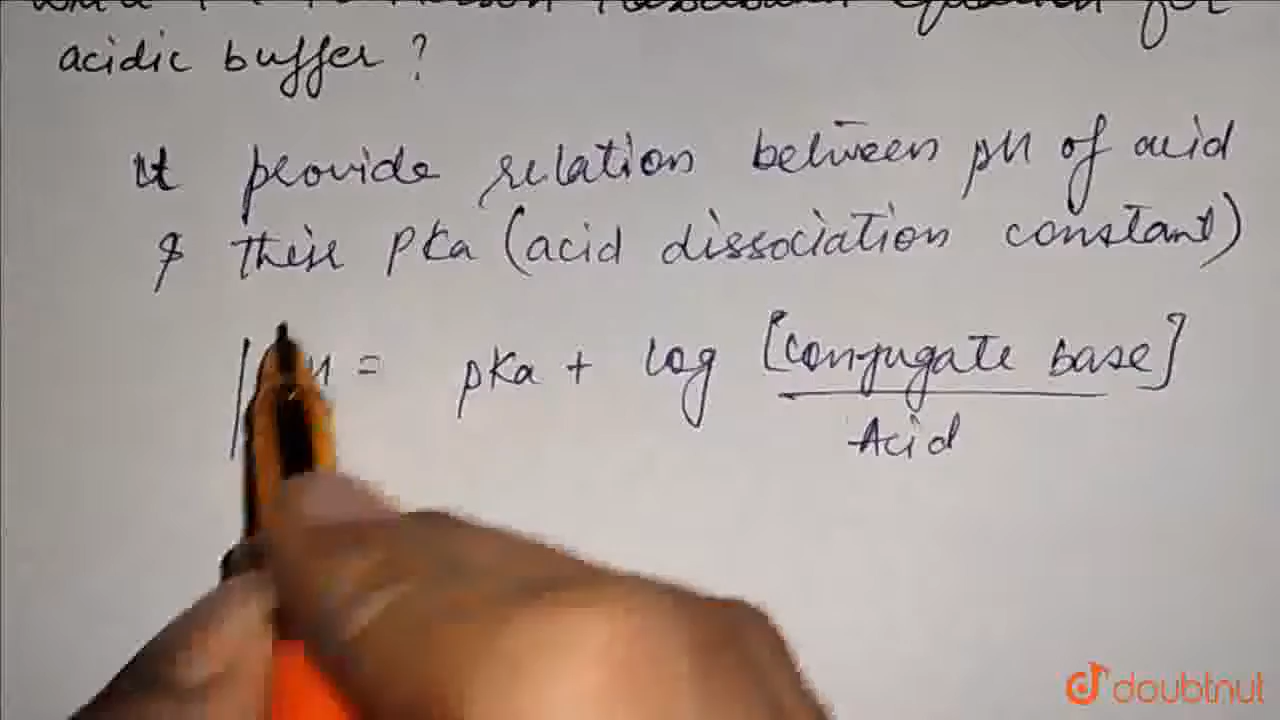 acidic buffer ?
it provide relation between pH of acid
& their pKa (acid dissociation constant)
= pKa + log [conjugate base]
Acid
doubtnut